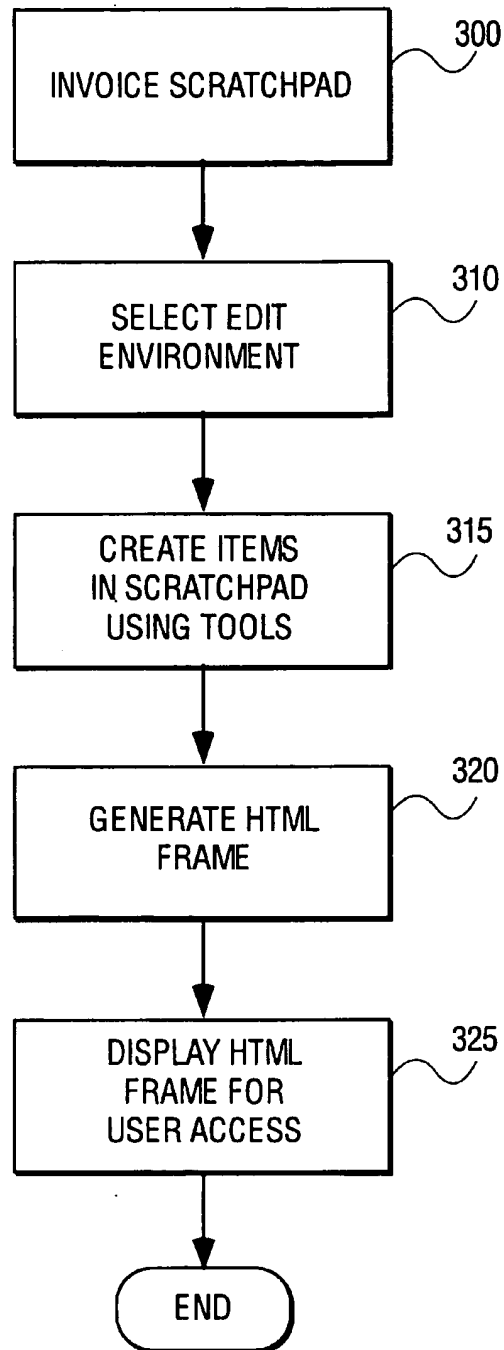 INVOICE SCRATCHPAD
300
SELECT EDIT
ENVIRONMENT
310
CREATE ITEMS
IN SCRATCHPAD
USING TOOLS
315
GENERATE HTML
FRAME
320
DISPLAY HTML
FRAME FOR
USER ACCESS
325
END